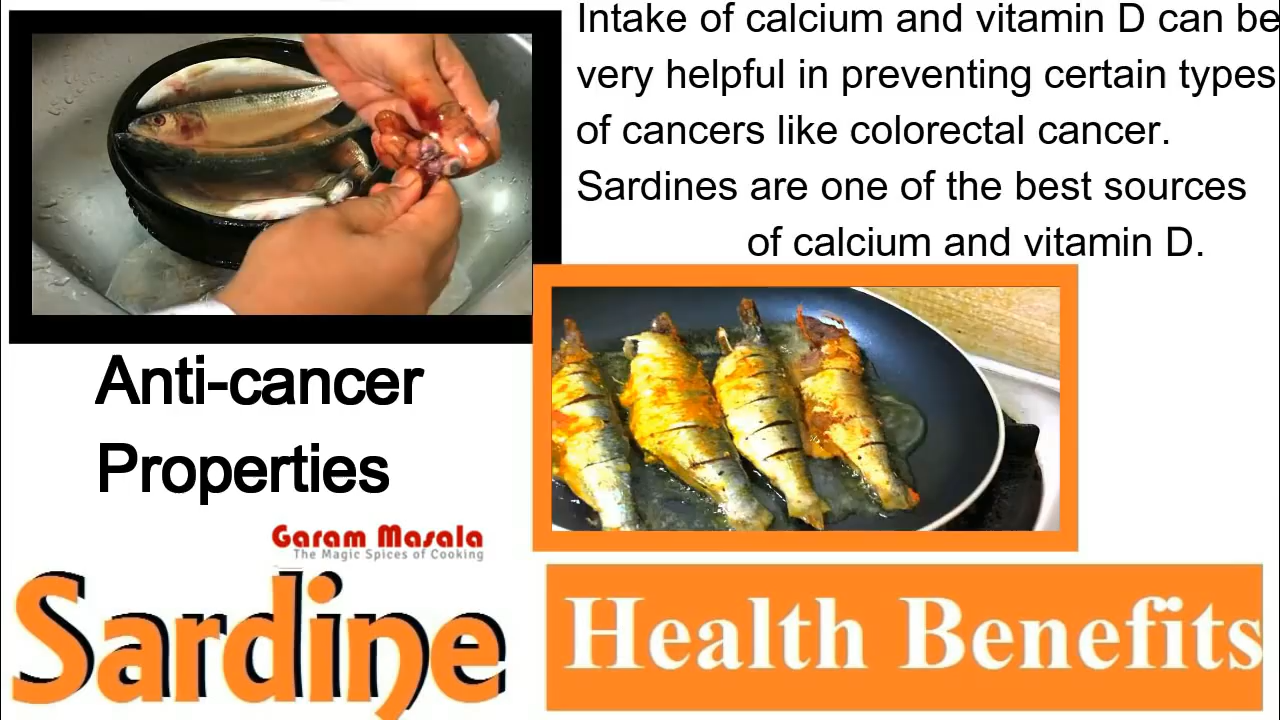 Intake of calcium and vitamin D can be
very helpful in preventing certain types
of cancers like colorectal cancer.
Sardines are one of the best sources
of calcium and vitamin D.
Anti-cancer
Properties
Garam Masala
The Magic Spices of Cooking
Sardine
Health Benefits